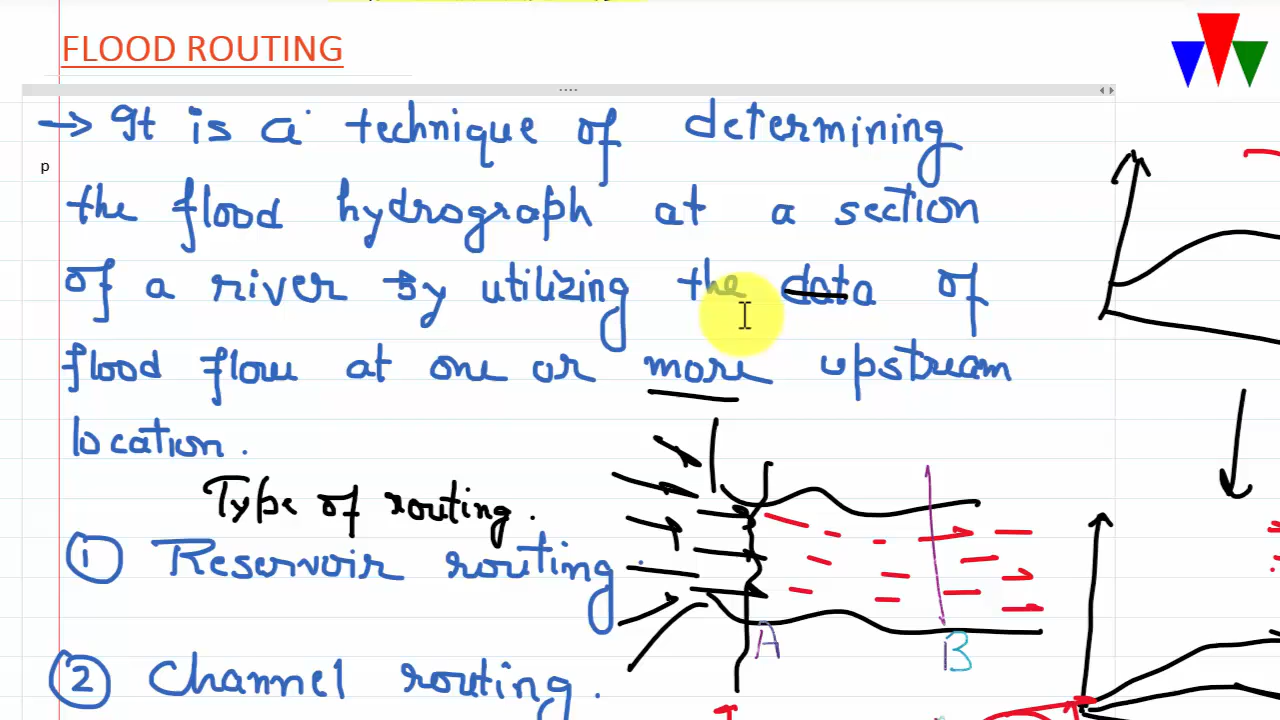 FLOOD ROUTING
→ It is a technique of determining
p
the flood hydrograph at a section
of a river by utilizing the data of
flood flow at one or more upstream
location.
Type of routing.
① Reservoir routing.
A
B
② Channel routing.
I